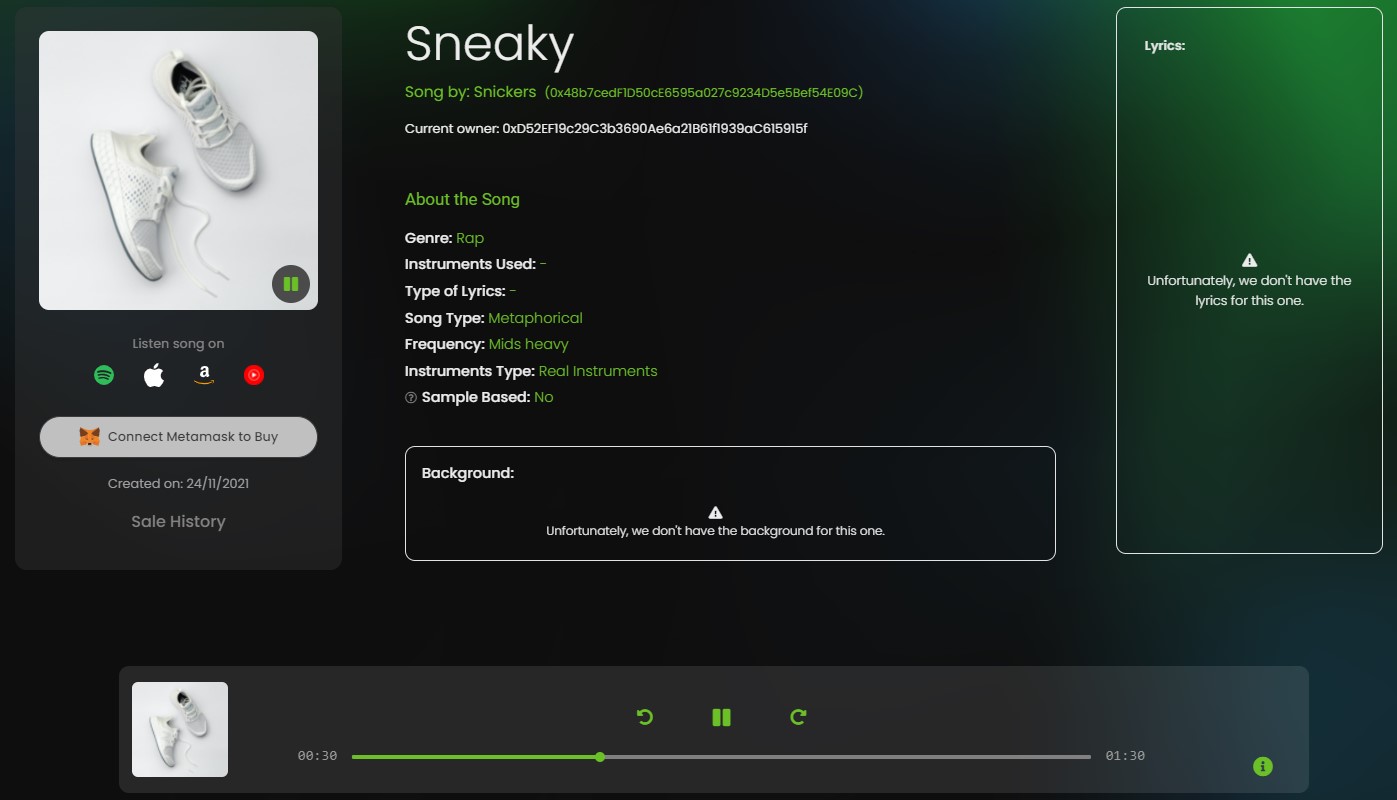 Sneaky
Song by: Snickers (0x48b7cedF1D50cE6595a027c9234D5e5Bef54E09C)
Current owner: 0xD52EF19c29C3b3690Ae6a21B61f1939aC615915f
Listen song on
a
Connect Metamask to Buy
Created on: 24/11/2021
Sale History
About the Song
Genre: Rap
Instruments Used: -
Type of Lyrics: -
Song Type: Metaphorical
Frequency: Mids heavy
Instruments Type: Real Instruments
? Sample Based: No
Background:
Unfortunately, we don't have the background for this one.
Lyrics:
Unfortunately, we don't have the
lyrics for this one.
00:30
01:30